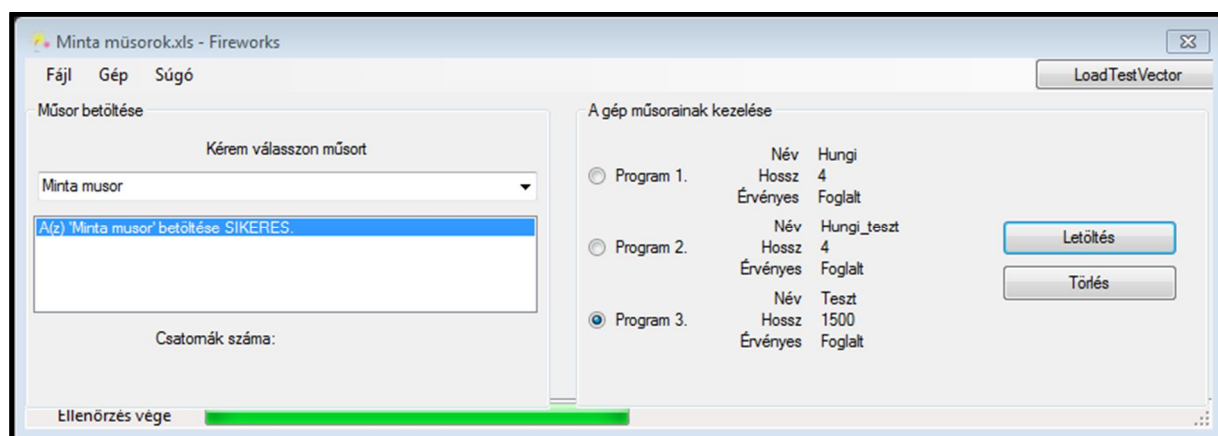 Minta müsorok.xls - Fireworks
Fájl Gép Súgó
LoadTestVector
Műsor betöltése
Kérem válasszon műsort
Minta musor
A(z) 'Minta musor' betöltése SIKERES.
Csatornák száma:
A gép műsorainak kezelése
Program 1.
Név Hungi
Hossz 4
Érvényes Foglalt
Program 2.
Név Hungi_teszt
Hossz 4
Érvényes Foglalt
Program 3.
Név Teszt
Hossz 1500
Érvényes Foglalt
Letöltés
Törlés
Ellenőrzés vége